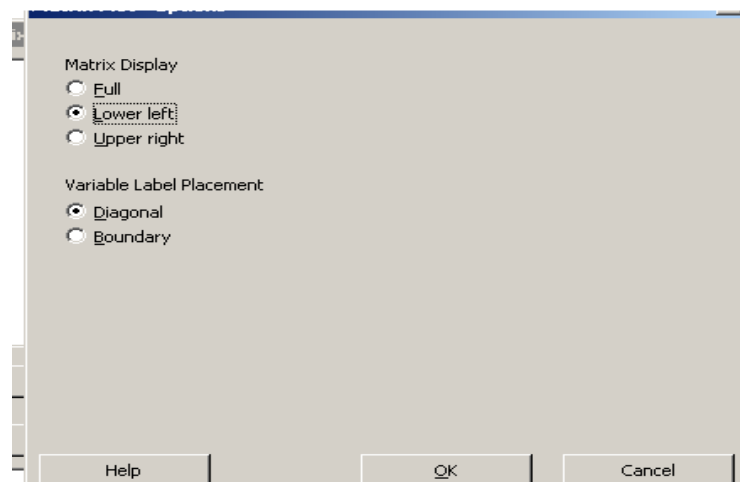 Matrix Display
Full
Lower left
Upper right
Variable Label Placement
Diagonal
Boundary
Help OK Cancel